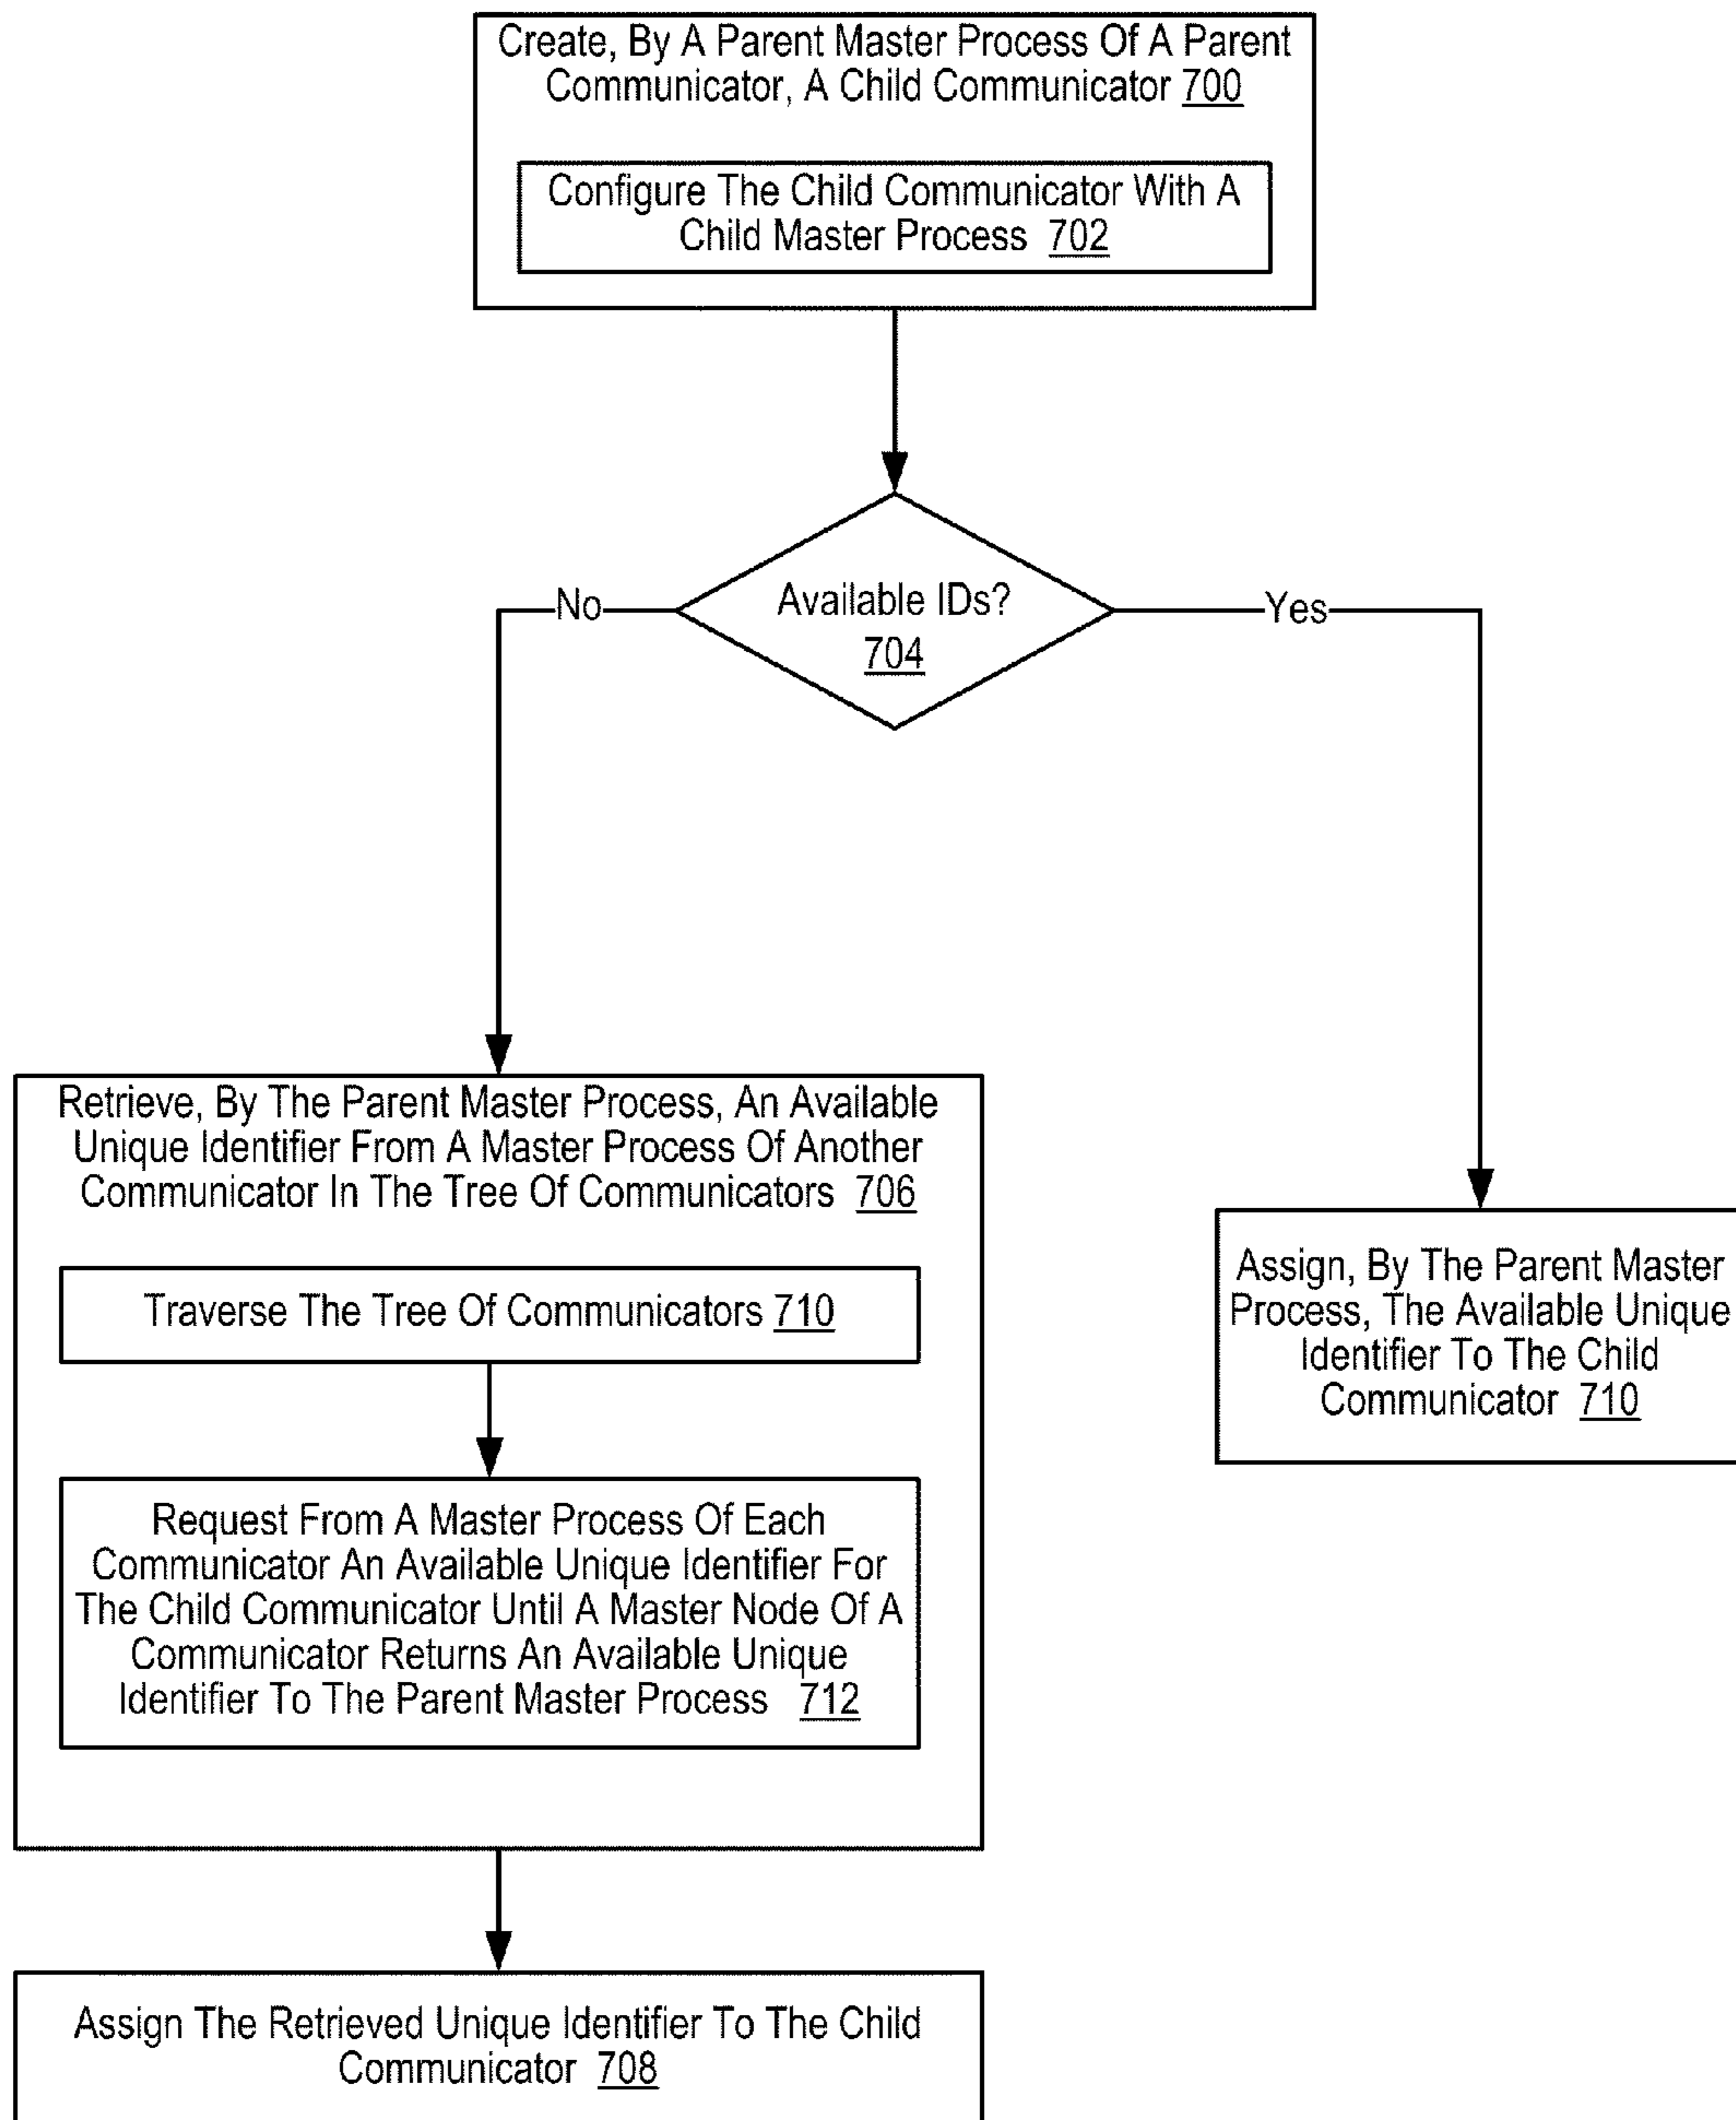 Create, By A Parent Master Process Of A Parent
Communicator, A Child Communicator 700
Configure The Child Communicator With A
Child Master Process 702
Available IDs?
704
No
Yes
Retrieve, By The Parent Master Process, An Available
Unique Identifier From A Master Process Of Another
Communicator In The Tree Of Communicators 706
Traverse The Tree Of Communicators 710
Request From A Master Process Of Each
Communicator An Available Unique Identifier For
The Child Communicator Until A Master Node Of A
Communicator Returns An Available Unique
Identifier To The Parent Master Process 712
Assign, By The Parent Master
Process, The Available Unique
Identifier To The Child
Communicator 710
Assign The Retrieved Unique Identifier To The Child
Communicator 708